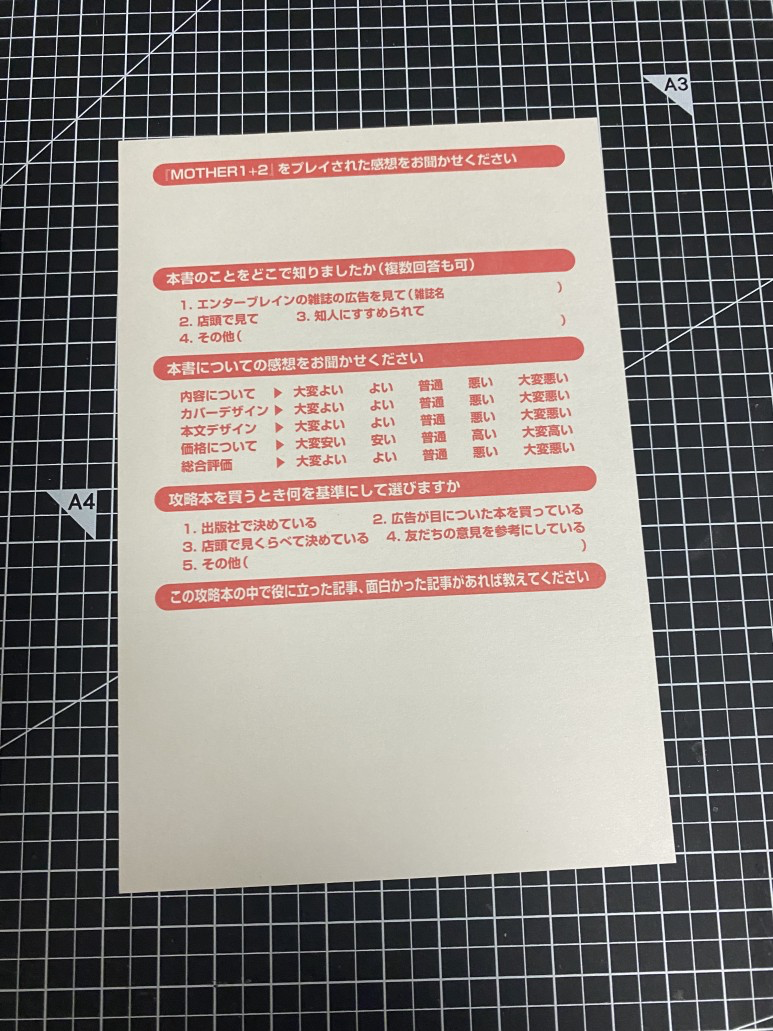 『MOTHER1+2』をプレイされた感想をお聞かせください
本書のことをどこで知りましたか(複数回答も可)
1. エンターブレインの雑誌の広告を見て(雑誌名 )
2. 店頭で見て 3. 知人にすすめられて
4. その他( )
本書についての感想をお聞かせください
内容について ▶ 大変よい よい 普通 悪い 大変悪い
カバーデザイン ▶ 大変よい よい 普通 悪い 大変悪い
本文デザイン ▶ 大変よい よい 普通 悪い 大変悪い
価格について ▶ 大変安い 安い 普通 高い 大変高い
総合評価 ▶ 大変よい よい 普通 悪い 大変悪い
攻略本を買うとき何を基準にして選びますか
1. 出版社で決めている 2. 広告が目についた本を買っている
3. 店頭で見くらべて決めている 4. 友だちの意見を参考にしている
5. その他( )
この攻略本の中で役に立った記事、面白かった記事があれば教えてください
A3
A4